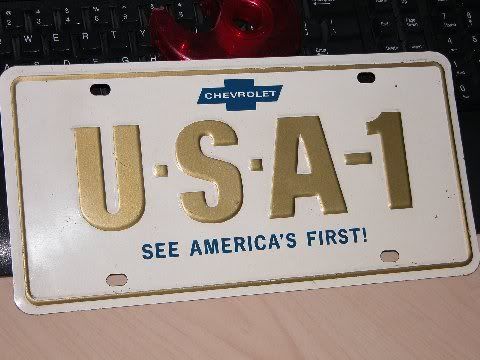 W E R T Y
CHEVROLET
U·S·A-1
SEE AMERICA'S FIRST!